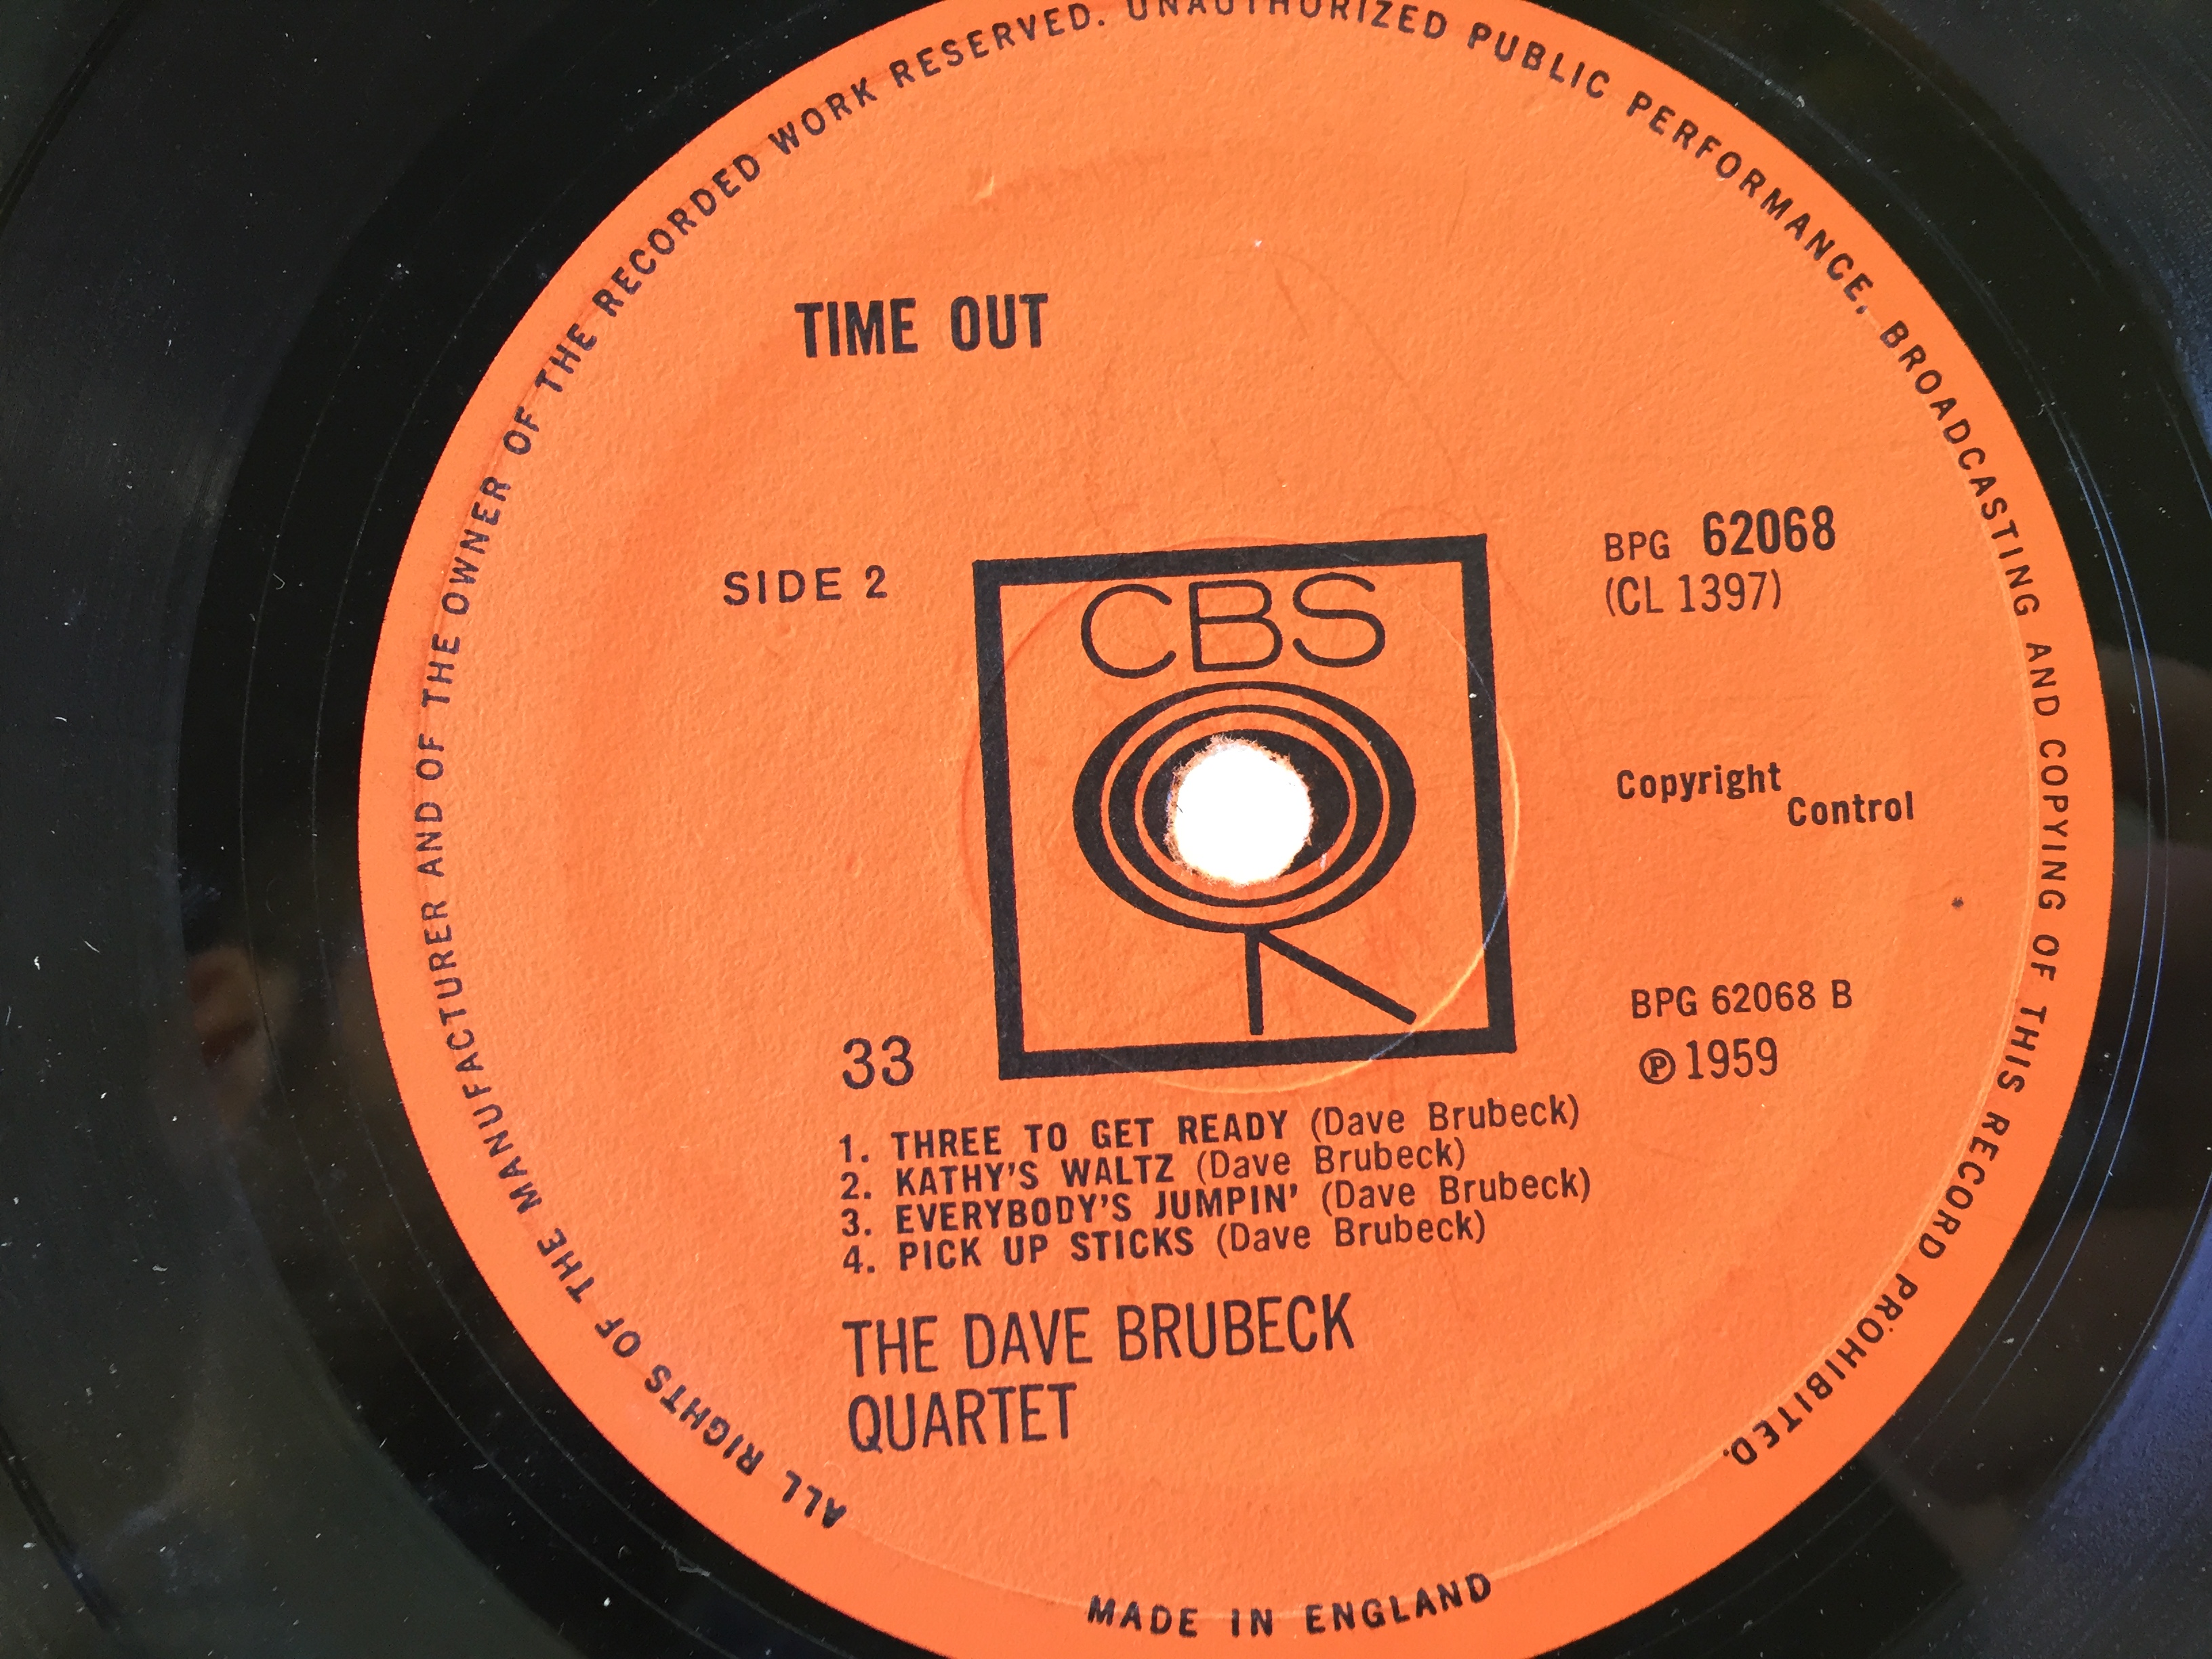 ALL RIGHTS OF THE MANUFACTURER AND OF THE OWNER OF THE RECORDED WORK RESERVED. UNAUTHORIZED PUBLIC PERFORMANCE, BROADCASTING AND COPYING OF THIS RECORD PROHIBITED.
TIME OUT
SIDE 2
CBS
BPG 62068
(CL 1397)
Copyright
Control
33
BPG 62068 B
℗ 1959
1. THREE TO GET READY (Dave Brubeck)
2. KATHY'S WALTZ (Dave Brubeck)
3. EVERYBODY'S JUMPIN' (Dave Brubeck)
4. PICK UP STICKS (Dave Brubeck)
THE DAVE BRUBECK
QUARTET
MADE IN ENGLAND